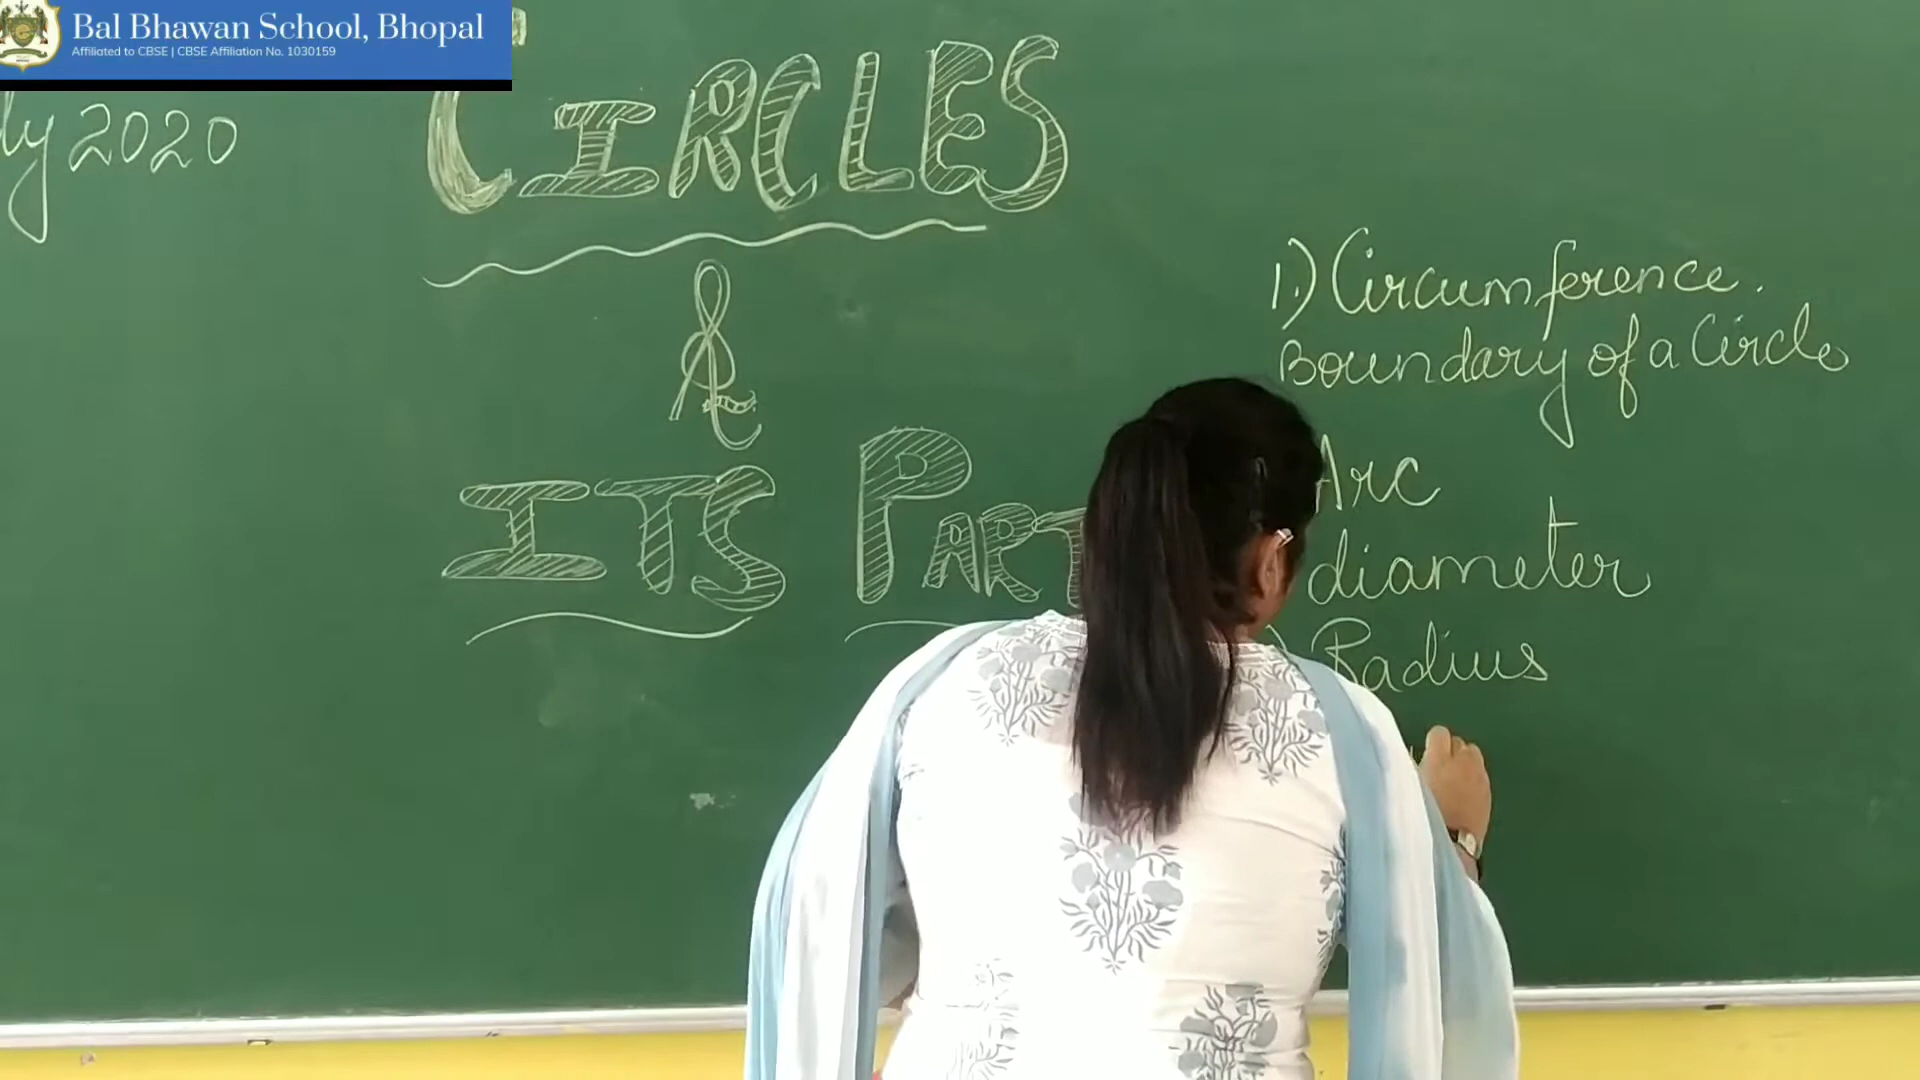 Bal Bhawan School, Bhopal
Affiliated to CBSE | CBSE Affiliation No. 1030159
ly 2020
CIRCLES
&
ITS PART
1.) Circumference.
Boundary of a Circle
Arc
diameter
Radius